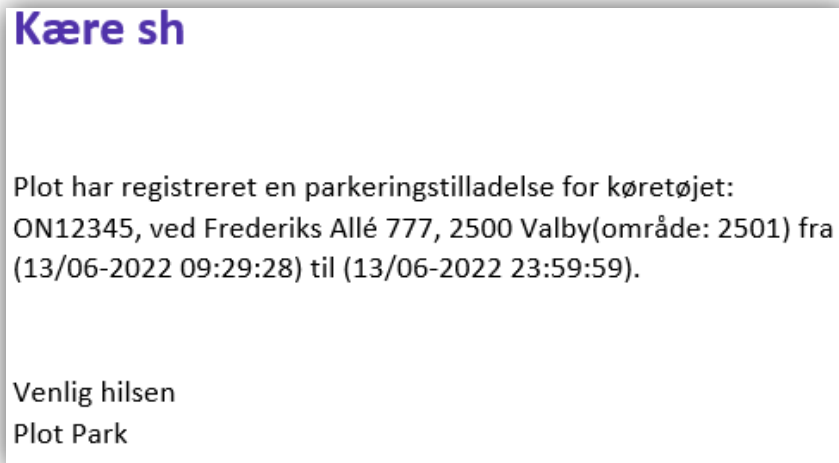 Kære sh
Plot har registreret en parkeringstilladelse for køretøjet:
ON12345, ved Frederiks Allé 777, 2500 Valby(område: 2501) fra
(13/06-2022 09:29:28) til (13/06-2022 23:59:59).
Venlig hilsen
Plot Park